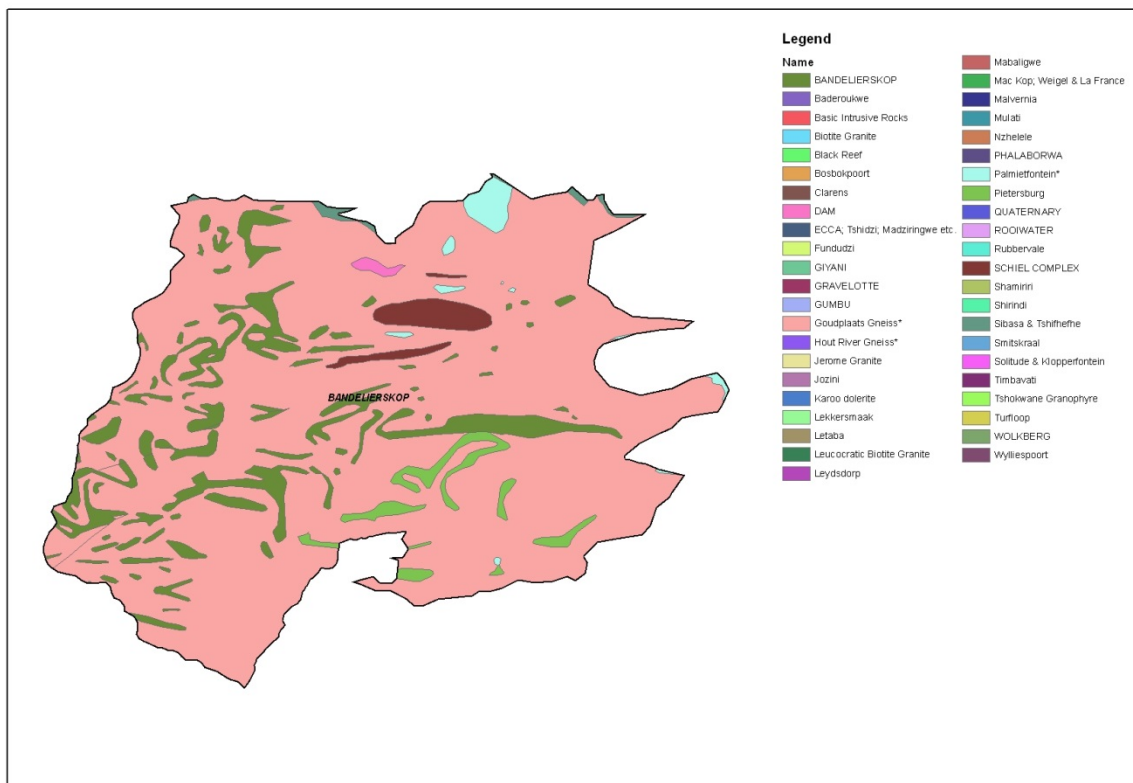 Legend
Name
BANDELIERSKOP
Baderoukwe
Basic Intrusive Rocks
Biotite Granite
Black Reef
Bosbokpoort
Clarens
DAM
ECCA; Tshidzi; Madziringwe etc.
Fundudzi
GIYANI
GRAVELOTTE
GUMBU
Goudplaats Gneiss*
Hout River Gneiss*
Jerome Granite
Jozini
Karoo dolerite
Lekkersmaak
Letaba
Leucocratic Biotite Granite
Leydsdorp
Mabaligwe
Mac Kop; Weigel & La France
Malvernia
Mulati
Nzhelele
PHALABORWA
Palmietfontein*
Pietersburg
QUATERNARY
ROOIWATER
Rubbervale
SCHIEL COMPLEX
Shamiriri
Shirindi
Sibasa & Tshifhefhe
Smitskraal
Solitude & Klopperfontein
Timbavati
Tshokwane Granophyre
Turfloop
WOLKBERG
Wylliespoort
BANDELIERSKOP